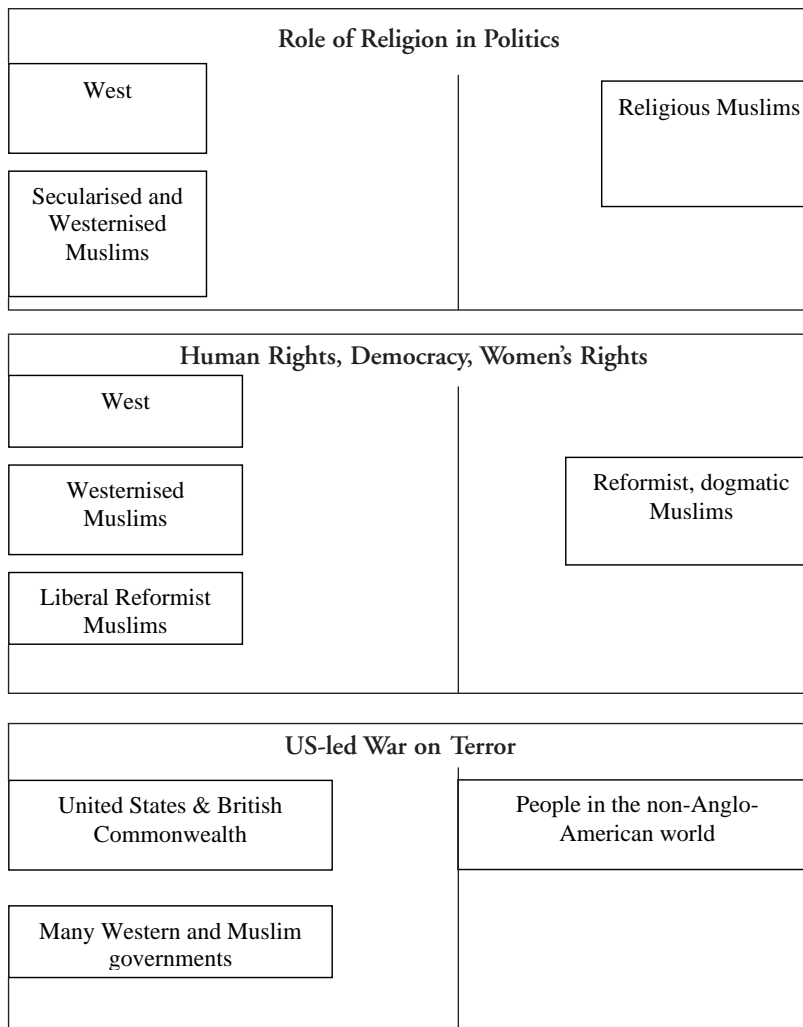 Role of Religion in Politics
West
Secularised and
Westernised
Muslims
Religious Muslims
Human Rights, Democracy, Women's Rights
West
Westernised
Muslims
Liberal Reformist
Muslims
Reformist, dogmatic
Muslims
US-led War on Terror
United States & British
Commonwealth
Many Western and Muslim
governments
People in the non-Anglo-
American world